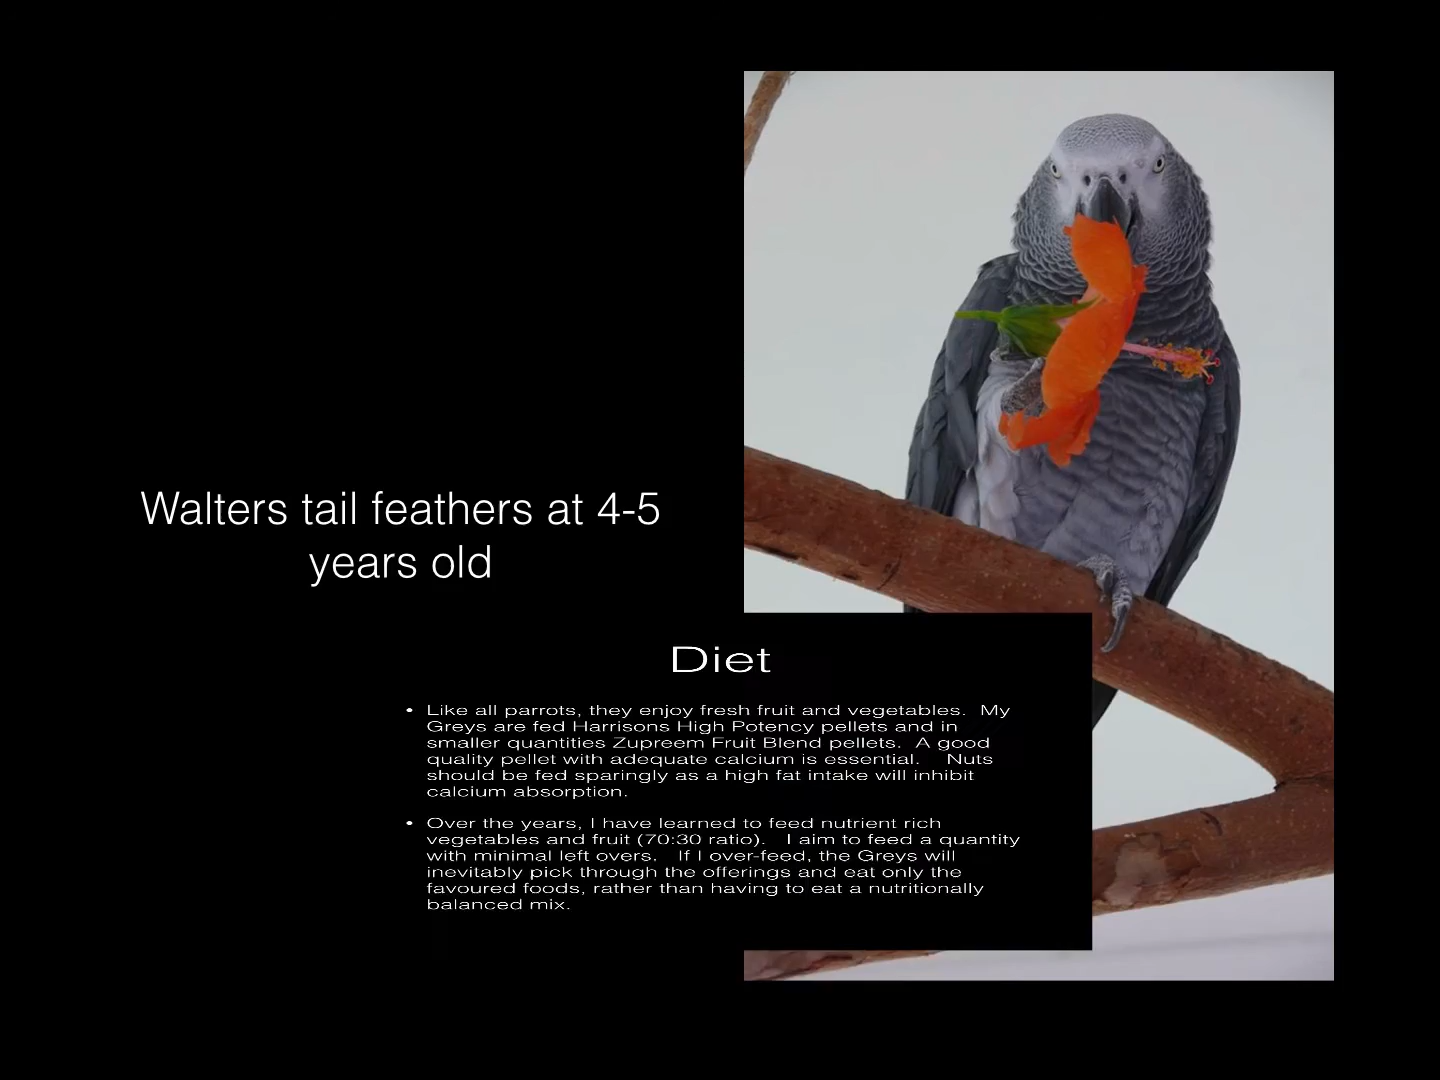 Walters tail feathers at 4-5
years old
Diet
• Like all parrots, they enjoy fresh fruit and vegetables. My
Greys are fed Harrisons High Potency pellets and in
smaller quantities Zupreem Fruit Blend pellets. A good
quality pellet with adequate calcium is essential. Nuts
should be fed sparingly as a high fat intake will inhibit
calcium absorption.
• Over the years, I have learned to feed nutrient rich
vegetables and fruit (70:30 ratio). I aim to feed a quantity
with minimal left overs. If I over-feed, the Greys will
inevitably pick through the offerings and eat only the
favoured foods, rather than having to eat a nutritionally
balanced mix.